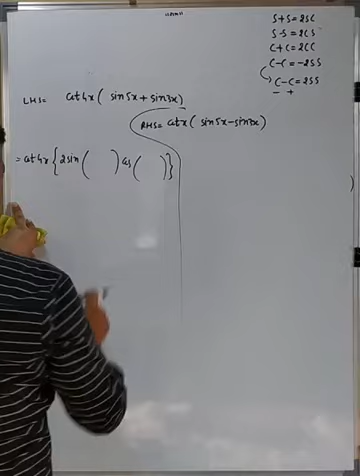 S+S=2SC
S-S=2CS
C+C=2CC
C-C=-2SS
C-C=2SS
- +
LHS= cot4x ( sin5x + sin3x )
RHS= cotx ( sin5x - sin3x )
= cot4x { 2sin ( ) cos ( ) }